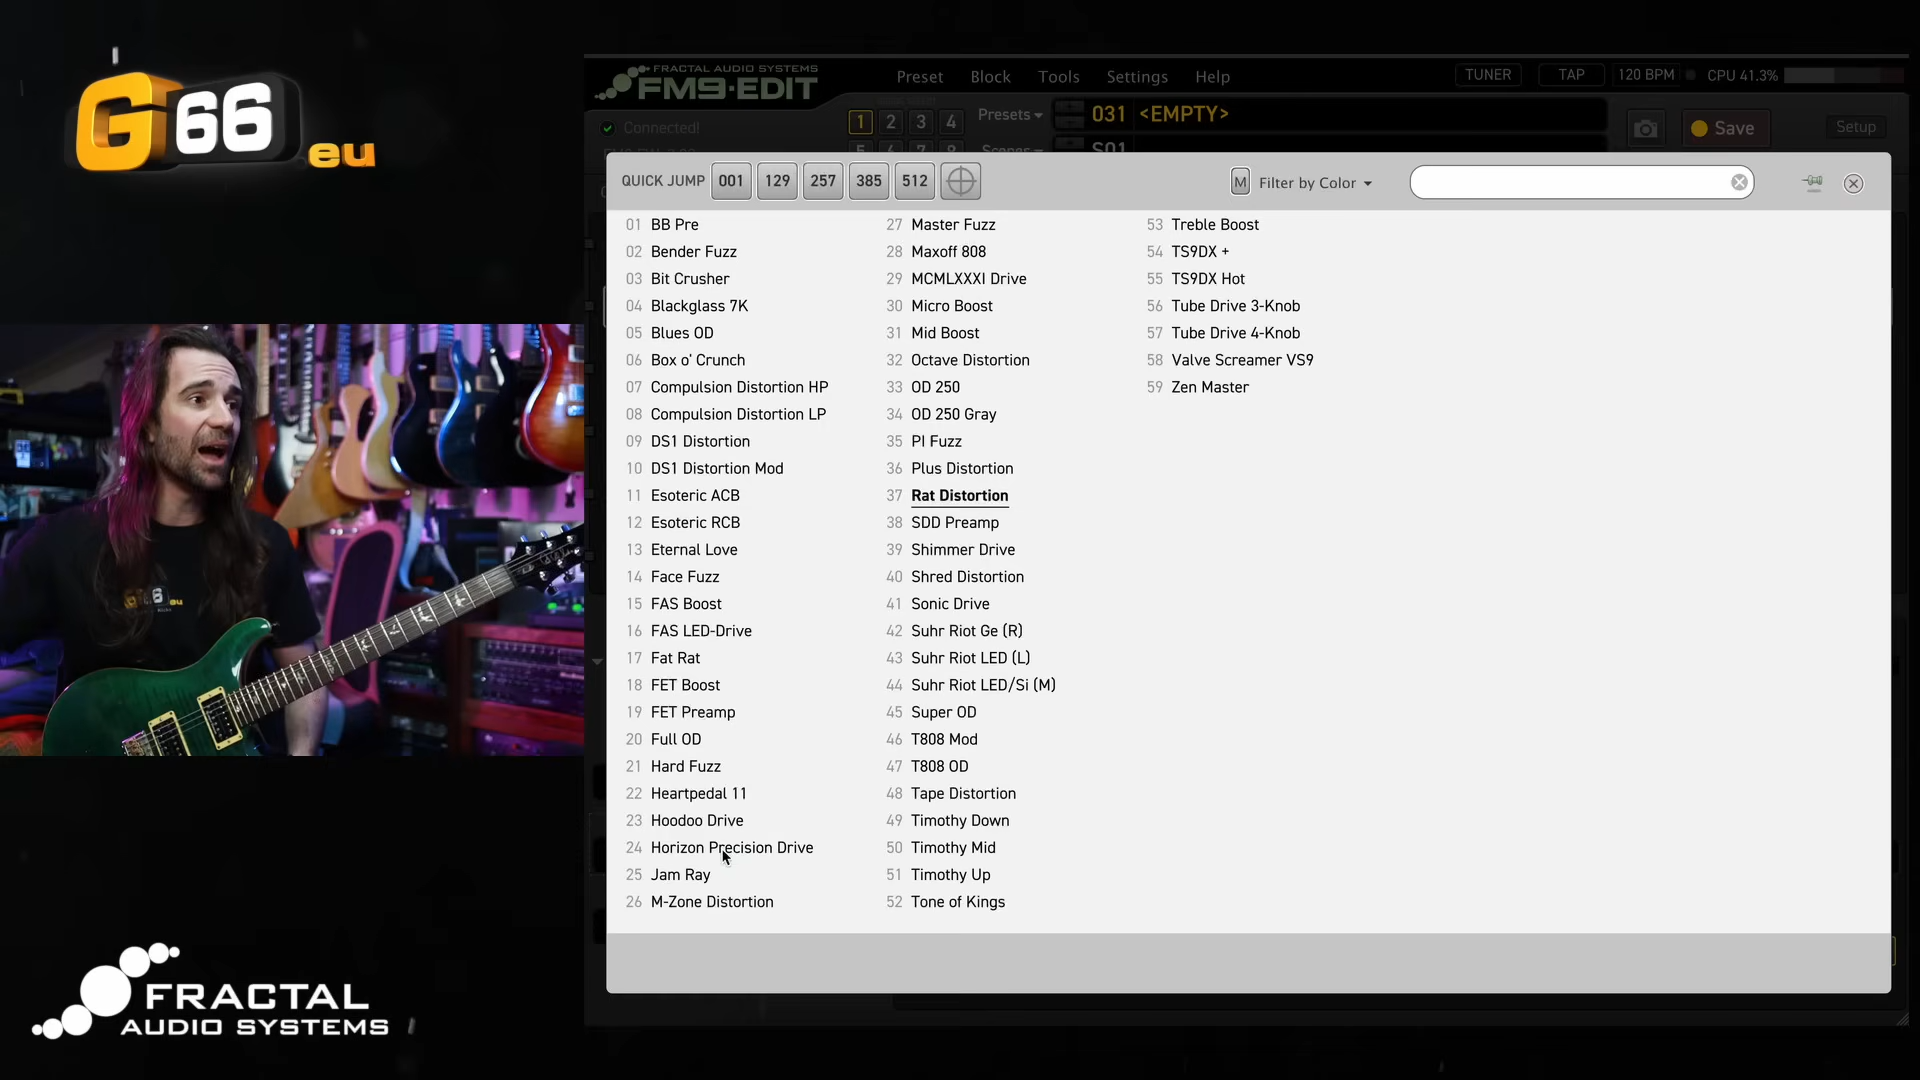 G66
.eu
FRACTAL AUDIO SYSTEMS
FM9-EDIT
Preset Block Tools Settings Help
TUNER TAP 120 BPM CPU 41.3%
Connected!
1 2 3 4
Presets
031 <EMPTY>
Save
Setup
QUICK JUMP 001 129 257 385 512
M Filter by Color
01 BB Pre
02 Bender Fuzz
03 Bit Crusher
04 Blackglass 7K
05 Blues OD
06 Box o' Crunch
07 Compulsion Distortion HP
08 Compulsion Distortion LP
09 DS1 Distortion
10 DS1 Distortion Mod
11 Esoteric ACB
12 Esoteric RCB
13 Eternal Love
14 Face Fuzz
15 FAS Boost
16 FAS LED-Drive
17 Fat Rat
18 FET Boost
19 FET Preamp
20 Full OD
21 Hard Fuzz
22 Heartpedal 11
23 Hoodoo Drive
24 Horizon Precision Drive
25 Jam Ray
26 M-Zone Distortion
27 Master Fuzz
28 Maxoff 808
29 MCMLXXXI Drive
30 Micro Boost
31 Mid Boost
32 Octave Distortion
33 OD 250
34 OD 250 Gray
35 PI Fuzz
36 Plus Distortion
37 Rat Distortion
38 SDD Preamp
39 Shimmer Drive
40 Shred Distortion
41 Sonic Drive
42 Suhr Riot Ge (R)
43 Suhr Riot LED (L)
44 Suhr Riot LED/Si (M)
45 Super OD
46 T808 Mod
47 T808 OD
48 Tape Distortion
49 Timothy Down
50 Timothy Mid
51 Timothy Up
52 Tone of Kings
53 Treble Boost
54 TS9DX +
55 TS9DX Hot
56 Tube Drive 3-Knob
57 Tube Drive 4-Knob
58 Valve Screamer VS9
59 Zen Master
FRACTAL
AUDIO SYSTEMS